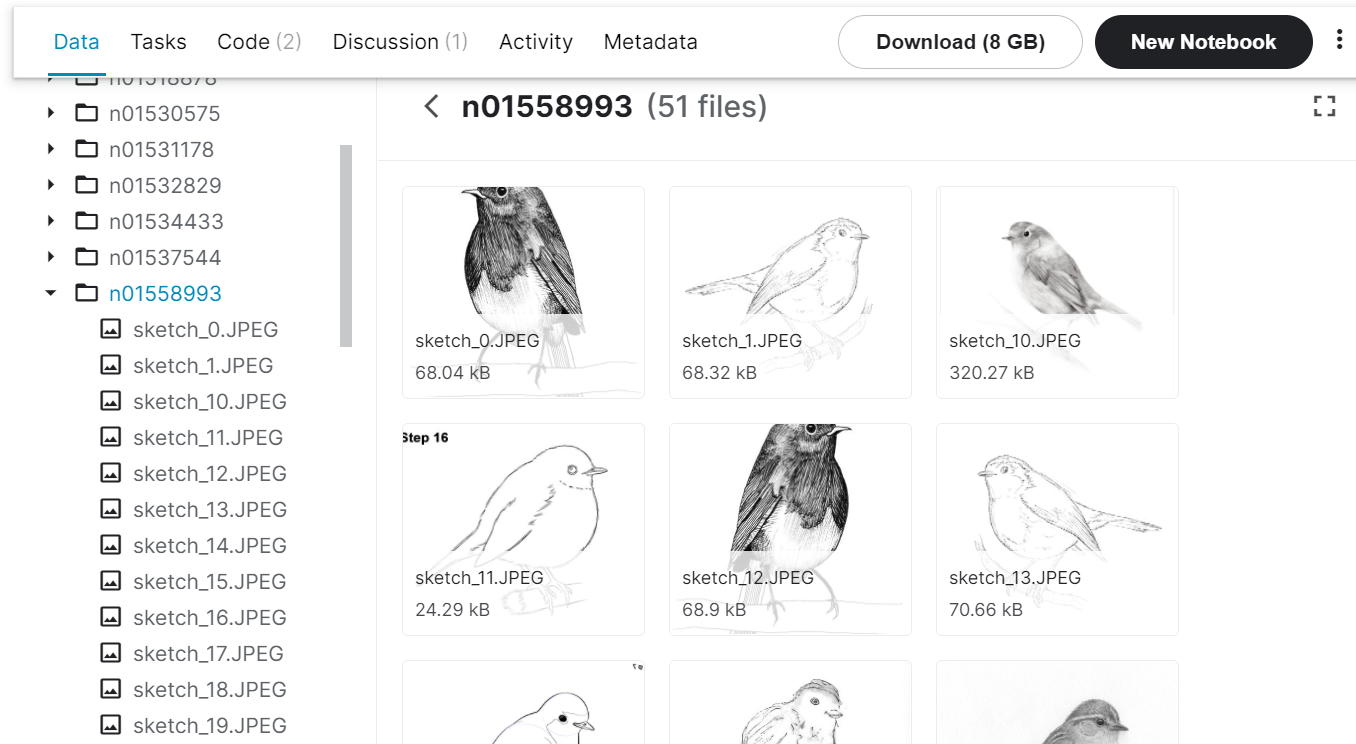 Data Tasks Code (2) Discussion (1) Activity Metadata Download (8 GB) New Notebook
n01518878
n01530575
n01531178
n01532829
n01534433
n01537544
n01558993
sketch_0.JPEG
sketch_1.JPEG
sketch_10.JPEG
sketch_11.JPEG
sketch_12.JPEG
sketch_13.JPEG
sketch_14.JPEG
sketch_15.JPEG
sketch_16.JPEG
sketch_17.JPEG
sketch_18.JPEG
sketch_19.JPEG
n01558993 (51 files)
sketch_0.JPEG
68.04 kB
sketch_1.JPEG
68.32 kB
sketch_10.JPEG
320.27 kB
Step 16
sketch_11.JPEG
24.29 kB
sketch_12.JPEG
68.9 kB
sketch_13.JPEG
70.66 kB